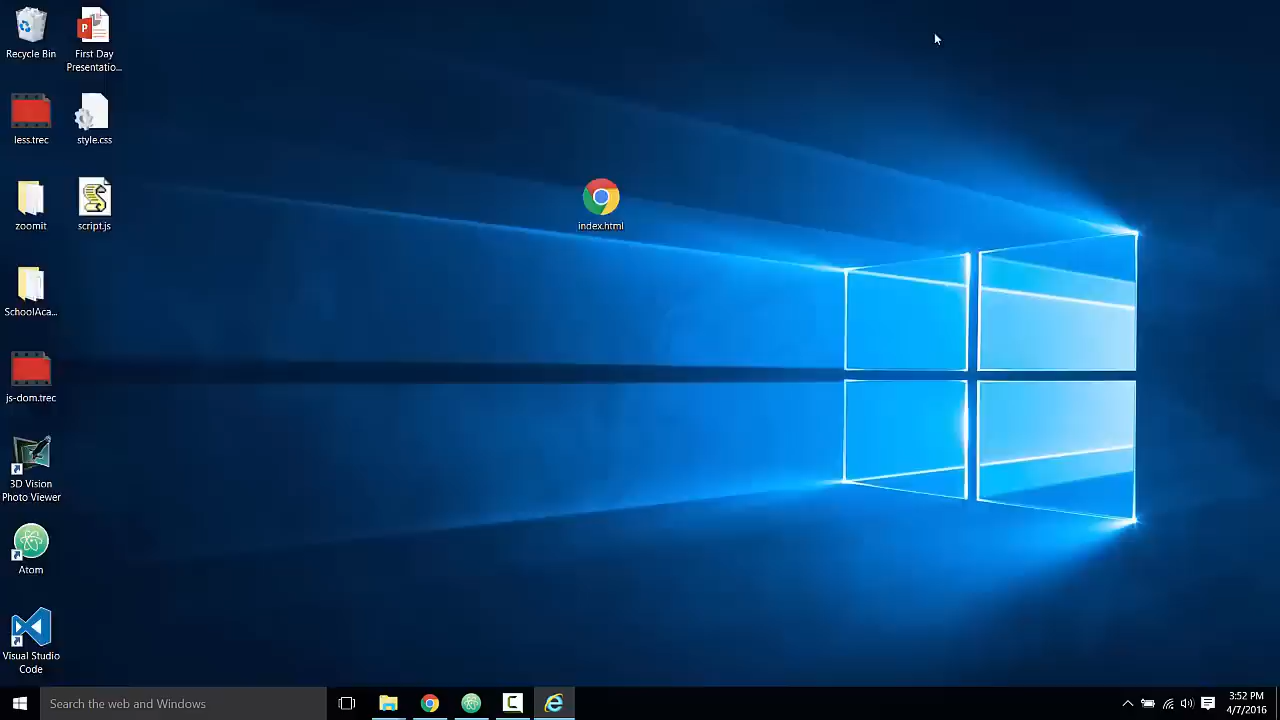 Recycle Bin
First Day
Presentatio...
less.trec
style.css
zoomit
script.js
index.html
SchoolAca...
js-dom.trec
3D Vision
Photo Viewer
Atom
Visual Studio
Code
Search the web and Windows
3:52 PM
4/7/2016